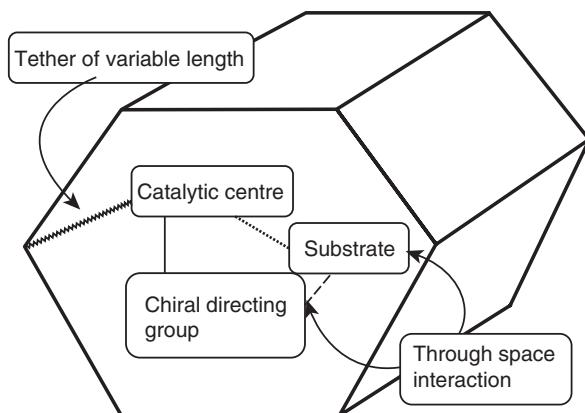 Tether of variable length
Catalytic centre
Substrate
Chiral directing
group
Through space
interaction